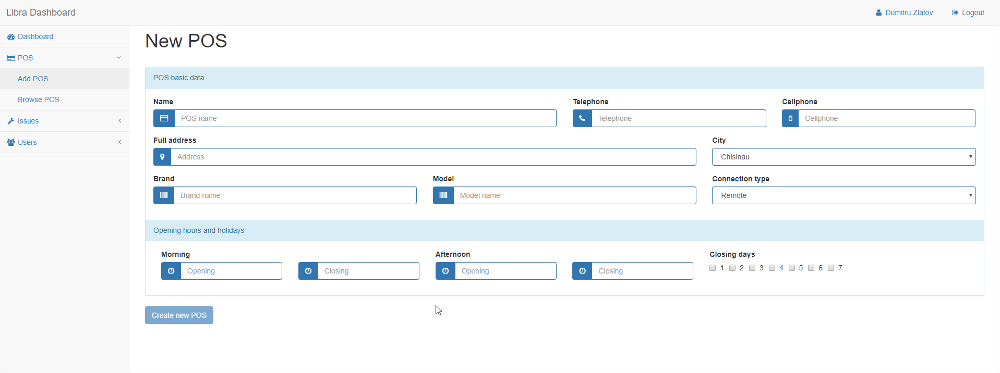 Libra Dashboard
Dumitru Zlatov Logout
Dashboard
POS
Add POS
Browse POS
Issues
Users
New POS
POS basic data
Name Telephone Cellphone
POS name Telephone Cellphone
Full address City
Address Chisinau
Brand Model Connection type
Brand name Model name Remote
Opening hours and holidays
Morning Afternoon Closing days
Opening Closing Opening Closing 1 2 3 4 5 6 7
Create new POS